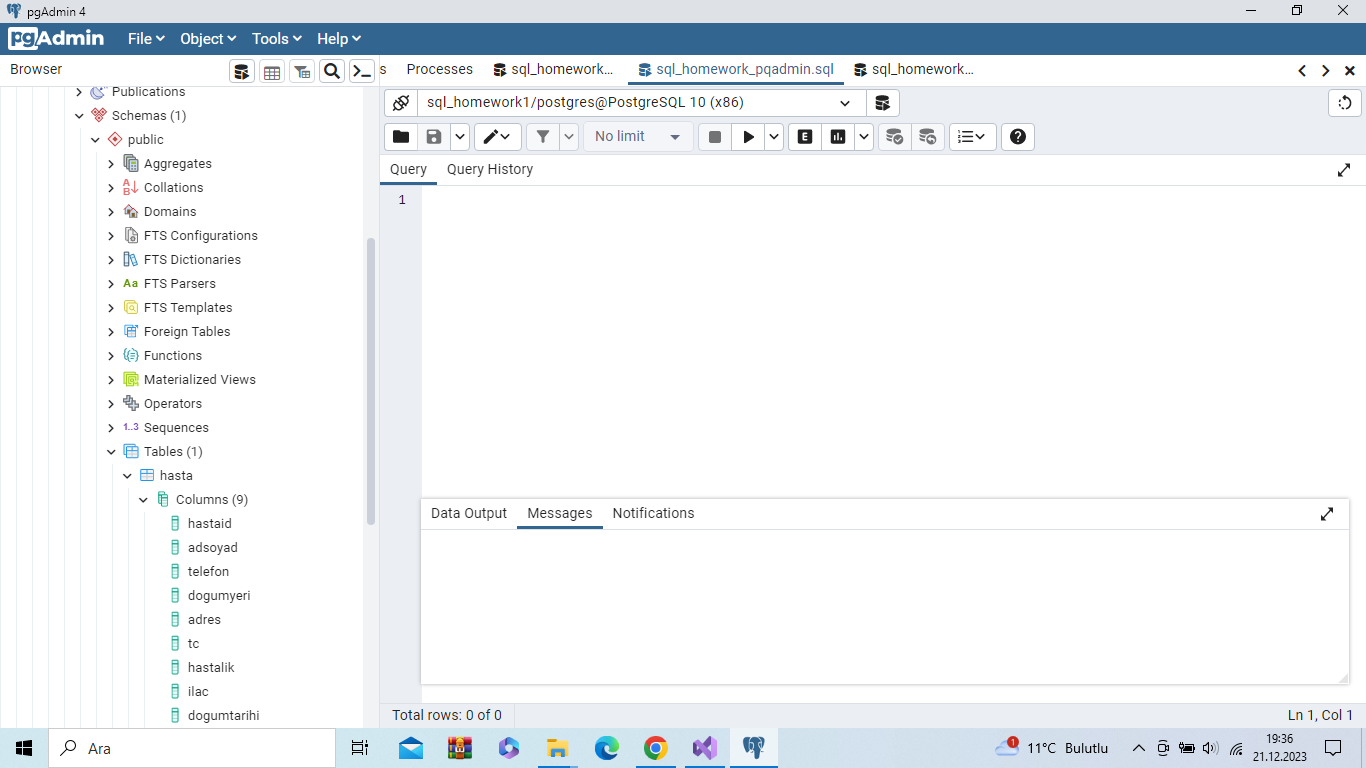 pgAdmin 4
pgAdmin File Object Tools Help
Browser
s Processes sql_homework... sql_homework_pqadmin.sql sql_homework...
Publications
Schemas (1)
public
Aggregates
Collations
Domains
FTS Configurations
FTS Dictionaries
Aa FTS Parsers
FTS Templates
Foreign Tables
Functions
Materialized Views
Operators
1..3 Sequences
Tables (1)
hasta
Columns (9)
hastaid
adsoyad
telefon
dogumyeri
adres
tc
hastalik
ilac
dogumtarihi
sql_homework1/postgres@PostgreSQL 10 (x86)
No limit E
Query Query History
1
Data Output Messages Notifications
Total rows: 0 of 0 Ln 1, Col 1
Ara
1 11°C Bulutlu
19:36
21.12.2023